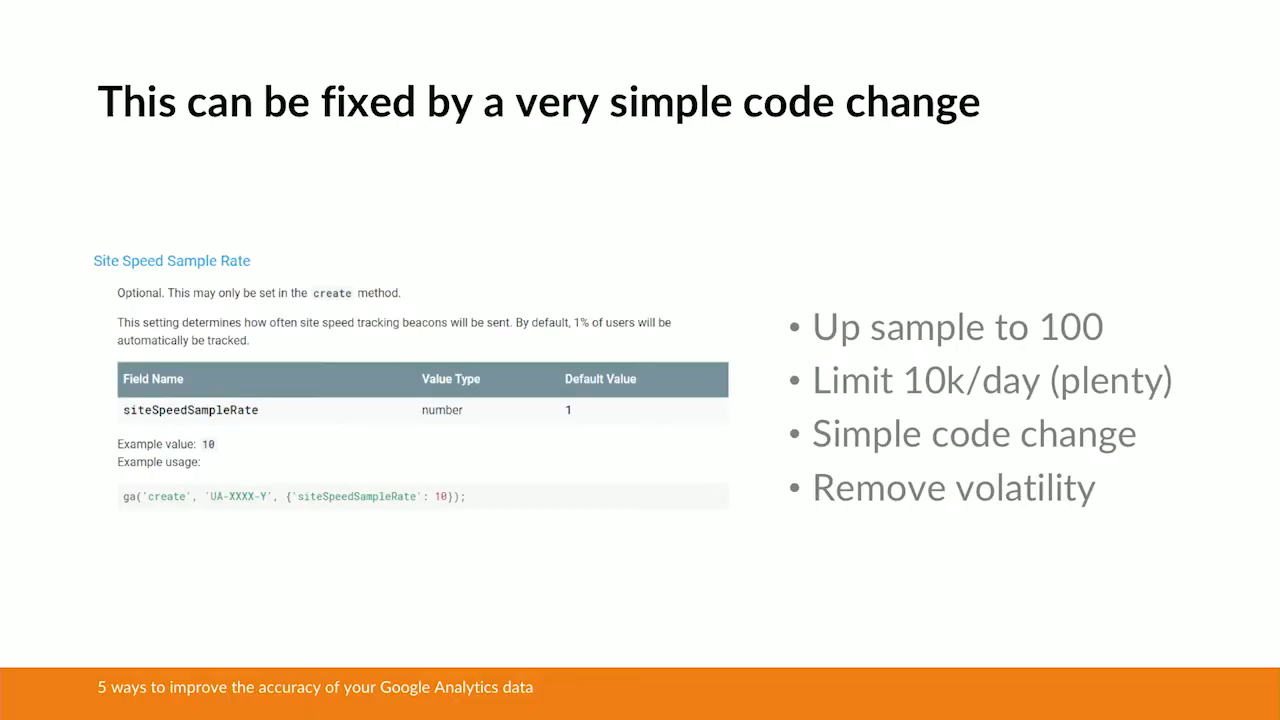 This can be fixed by a very simple code change
Site Speed Sample Rate
Optional. This may only be set in the create method.
This setting determines how often site speed tracking beacons will be sent. By default, 1% of users will be
automatically be tracked.
Field Name Value Type Default Value
siteSpeedSampleRate number 1
Example value: 10
Example usage:
ga('create', 'UA-XXXX-Y', {'siteSpeedSampleRate': 10});
• Up sample to 100
• Limit 10k/day (plenty)
• Simple code change
• Remove volatility
5 ways to improve the accuracy of your Google Analytics data